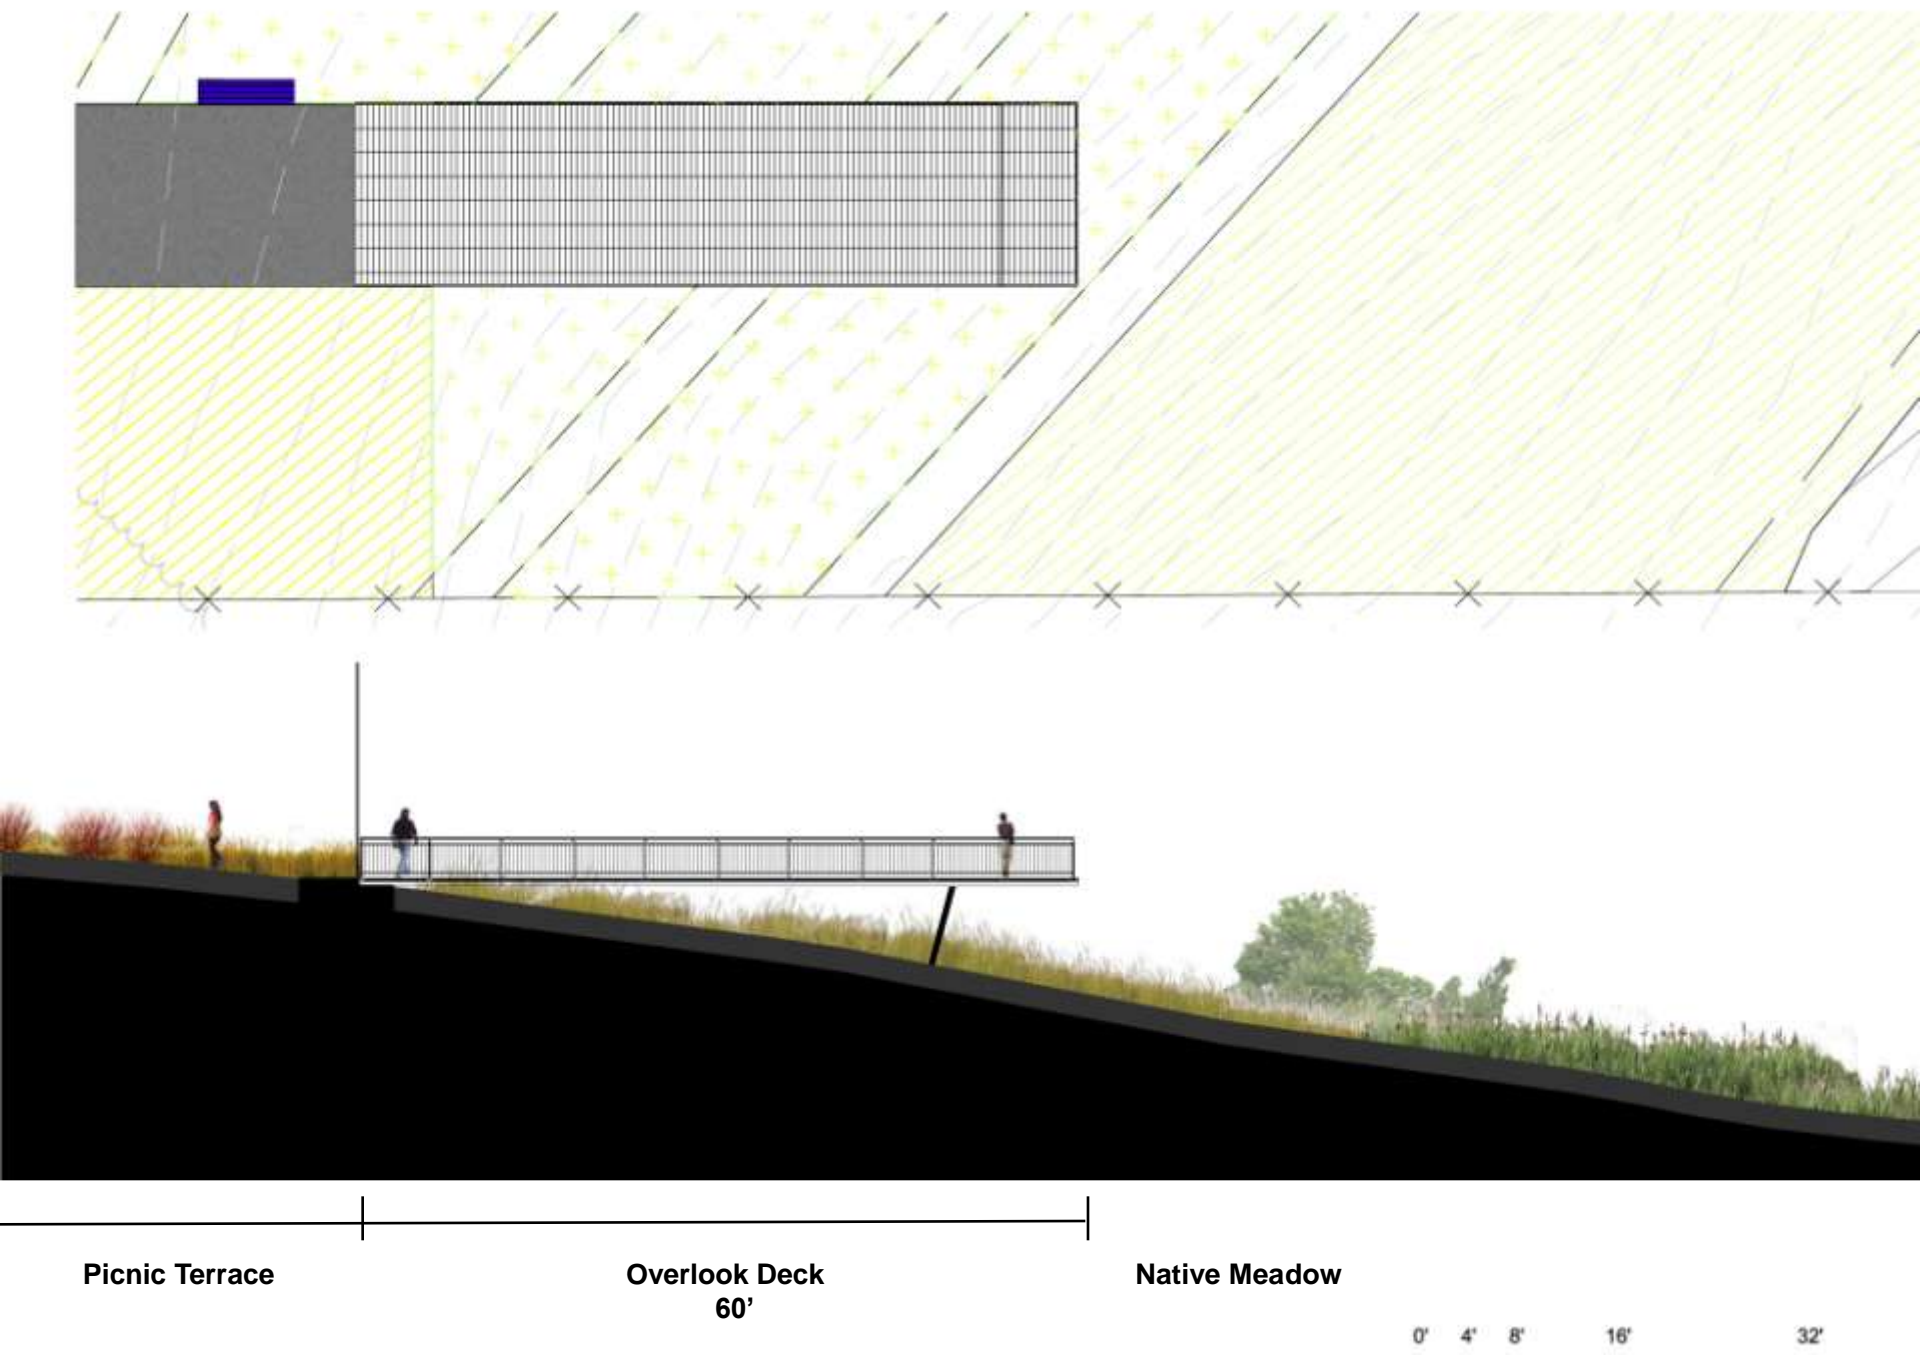 Picnic Terrace
Overlook Deck
60’
Native Meadow
0' 4' 8' 16' 32'